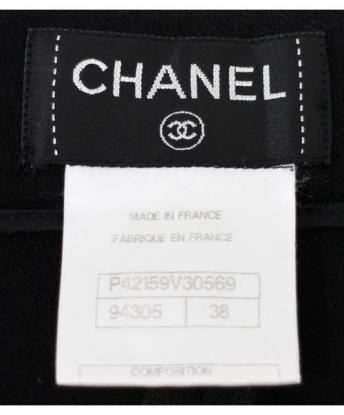 CHANEL
MADE IN FRANCE
FABRIQUE EN FRANCE
P42159V30569
94305 38
COMPOSITION